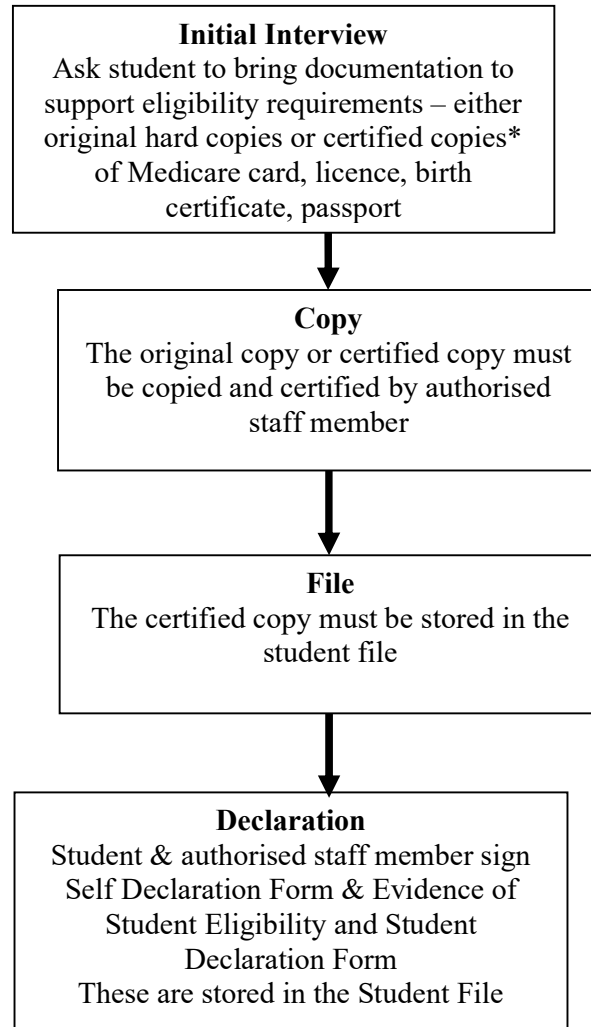 Initial Interview
Ask student to bring documentation to
support eligibility requirements – either
original hard copies or certified copies*
of Medicare card, licence, birth
certificate, passport
Copy
The original copy or certified copy must
be copied and certified by authorised
staff member
File
The certified copy must be stored in the
student file
Declaration
Student & authorised staff member sign
Self Declaration Form & Evidence of
Student Eligibility and Student
Declaration Form
These are stored in the Student File